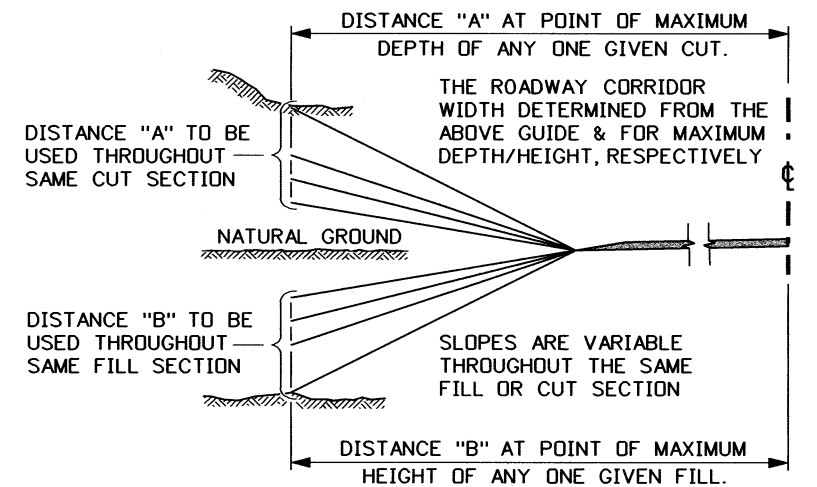 DISTANCE "A" AT POINT OF MAXIMUM
DEPTH OF ANY ONE GIVEN CUT.
THE ROADWAY CORRIDOR
WIDTH DETERMINED FROM THE
ABOVE GUIDE & FOR MAXIMUM
DEPTH/HEIGHT, RESPECTIVELY
DISTANCE "A" TO BE
USED THROUGHOUT
SAME CUT SECTION
℄
NATURAL GROUND
DISTANCE "B" TO BE
USED THROUGHOUT
SAME FILL SECTION
SLOPES ARE VARIABLE
THROUGHOUT THE SAME
FILL OR CUT SECTION
DISTANCE "B" AT POINT OF MAXIMUM
HEIGHT OF ANY ONE GIVEN FILL.